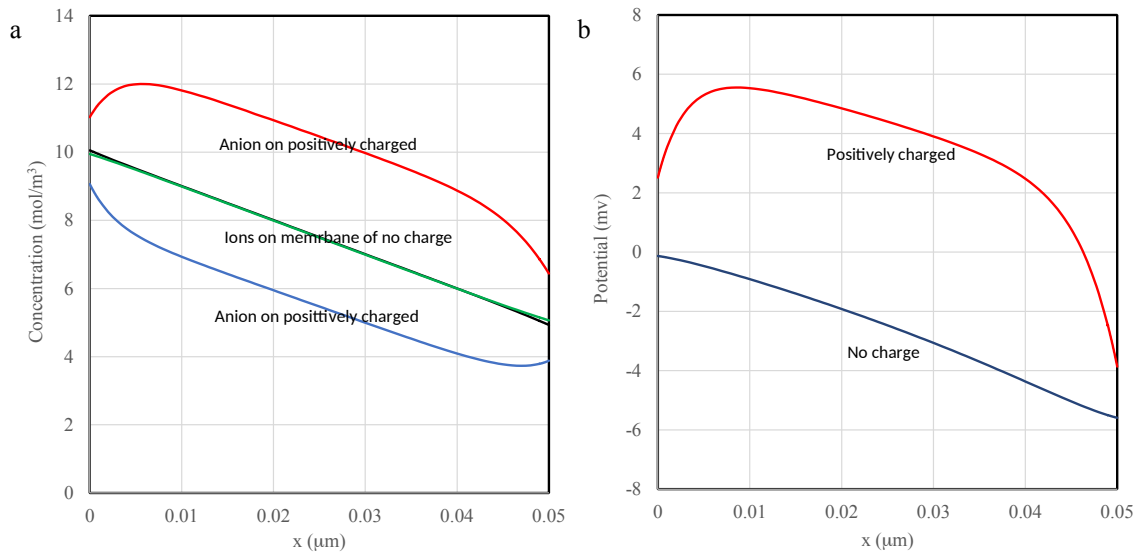 a
14
12
10
8
6
4
2
0
Concentration (mol/m³)
Anion on positively charged
Ions on memrbane of no charge
Anion on posittively charged
0 0.01 0.02 0.03 0.04 0.05
x (μm)
b
8
6
4
2
0
-2
-4
-6
-8
Potential (mv)
Positively charged
No charge
0 0.01 0.02 0.03 0.04 0.05
x (μm)